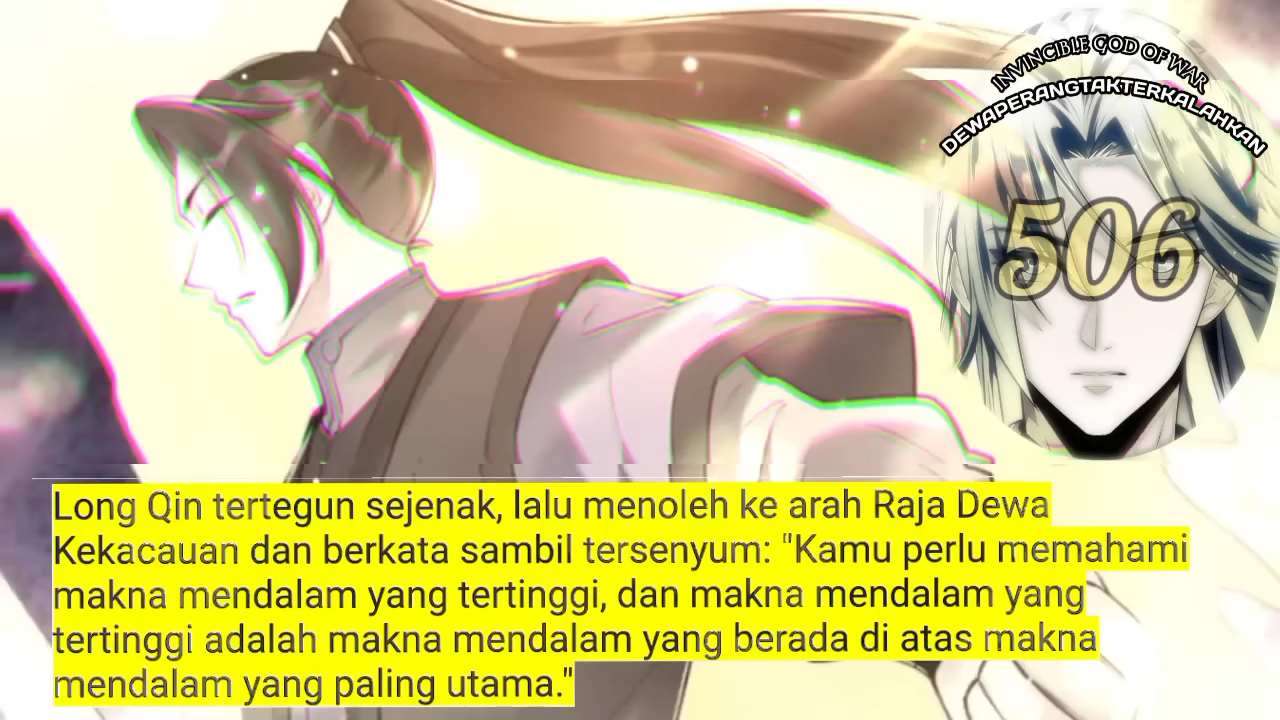 INVINCIBLE GOD OF WAR
DEWAPERANGTAKTERKALAHKAN
506
Long Qin tertegun sejenak, lalu menoleh ke arah Raja Dewa
Kekacauan dan berkata sambil tersenyum: "Kamu perlu memahami
makna mendalam yang tertinggi, dan makna mendalam yang
tertinggi adalah makna mendalam yang berada di atas makna
mendalam yang paling utama."